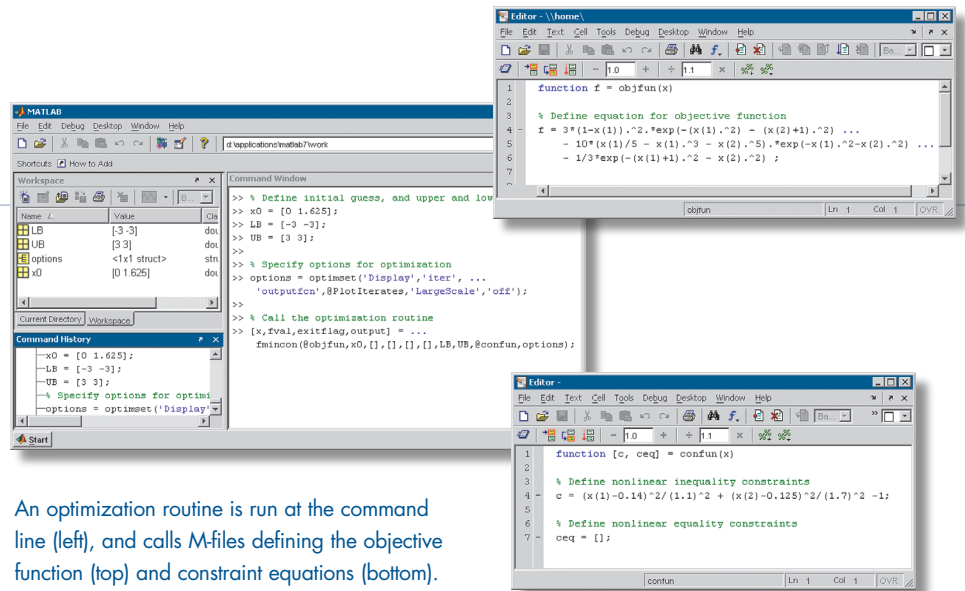 Editor - \\home\
File Edit Text Cell Tools Debug Desktop Window Help
Ba...
1.0 + ÷ 1.1 ×
1 function f = objfun(x)
2
3 % Define equation for objective function
4 - f = 3*(1-x(1)).^2.*exp(-(x(1).^2) - (x(2)+1).^2) ...
5 - 10*(x(1)/5 - x(1).^3 - x(2).^5).*exp(-x(1).^2-x(2).^2) ...
6 - 1/3*exp(-(x(1)+1).^2 - x(2).^2) ;
7
objfun Ln 1 Col 1 OVR
MATLAB
File Edit Debug Desktop Window Help
d:\applications\matlab7\work
Shortcuts How to Add
Workspace
B...
Name Value Cla
LB [-3 -3] dou
UB [3 3] dou
options <1x1 struct> stru
x0 [0 1.625] dou
Current Directory Workspace
Command History
x0 = [0 1.625];
LB = [-3 -3];
UB = [3 3];
% Specify options for optimi
options = optimset('Display'
Start
Command Window
>> % Define initial guess, and upper and low
>> x0 = [0 1.625];
>> LB = [-3 -3];
>> UB = [3 3];
>>
>> % Specify options for optimization
>> options = optimset('Display','iter', ...
'outputfcn',@PlotIterates,'LargeScale','off');
>>
>> % Call the optimization routine
>> [x,fval,exitflag,output] = ...
fmincon(@objfun,x0,[],[],[],[],LB,UB,@confun,options);
Editor -
File Edit Text Cell Tools Debug Desktop Window Help
Ba...
1.0 + ÷ 1.1 ×
1 function [c, ceq] = confun(x)
2
3 % Define nonlinear inequality constraints
4 - c = (x(1)-0.14)^2/(1.1)^2 + (x(2)-0.125)^2/(1.7)^2 -1;
5
6 % Define nonlinear equality constraints
7 - ceq = [];
confun Ln 1 Col 1 OVR
An optimization routine is run at the command
line (left), and calls M-files defining the objective
function (top) and constraint equations (bottom).